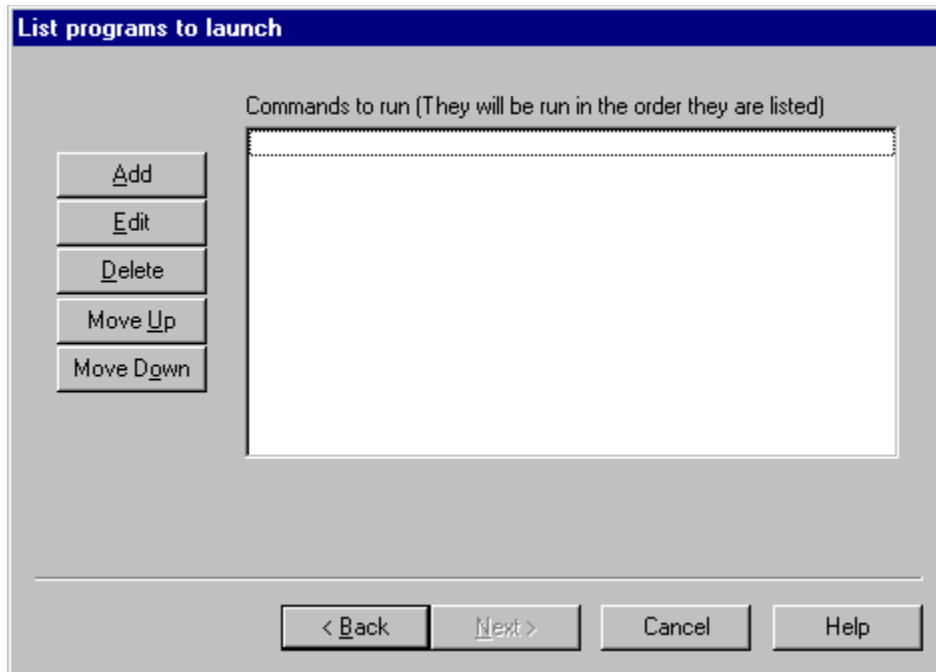 List programs to launch
Commands to run (They will be run in the order they are listed)
Add
Edit
Delete
Move Up
Move Down
< Back Next > Cancel Help